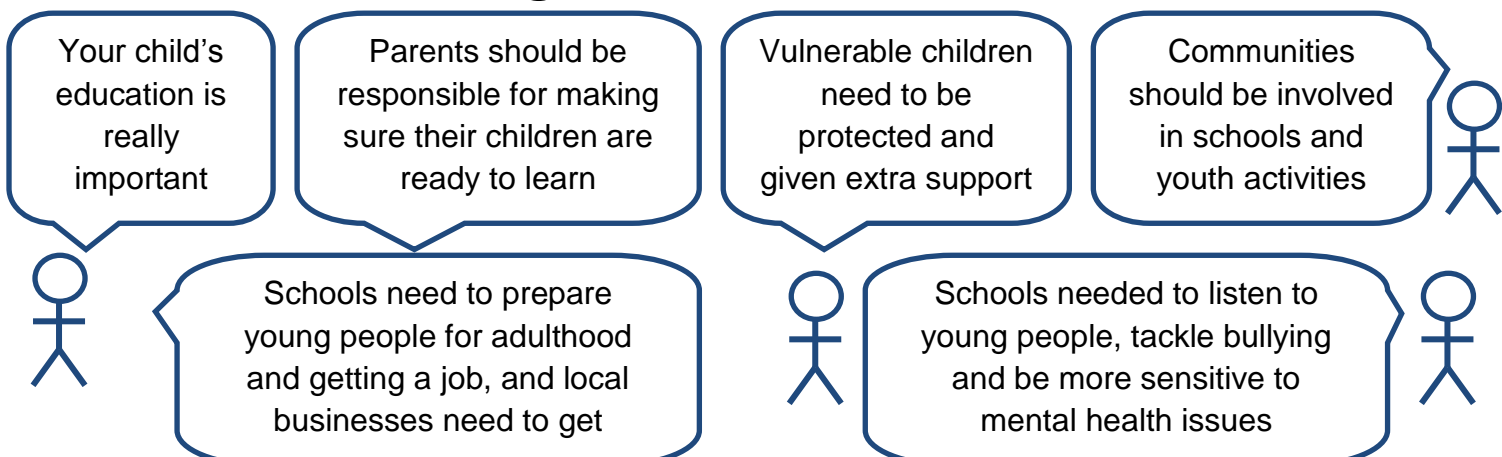 Your child's
education is
really
important
Parents should be
responsible for making
sure their children are
ready to learn
Vulnerable children
need to be
protected and
given extra support
Communities
should be involved
in schools and
youth activities
Schools need to prepare
young people for adulthood
and getting a job, and local
businesses need to get
Schools needed to listen to
young people, tackle bullying
and be more sensitive to
mental health issues